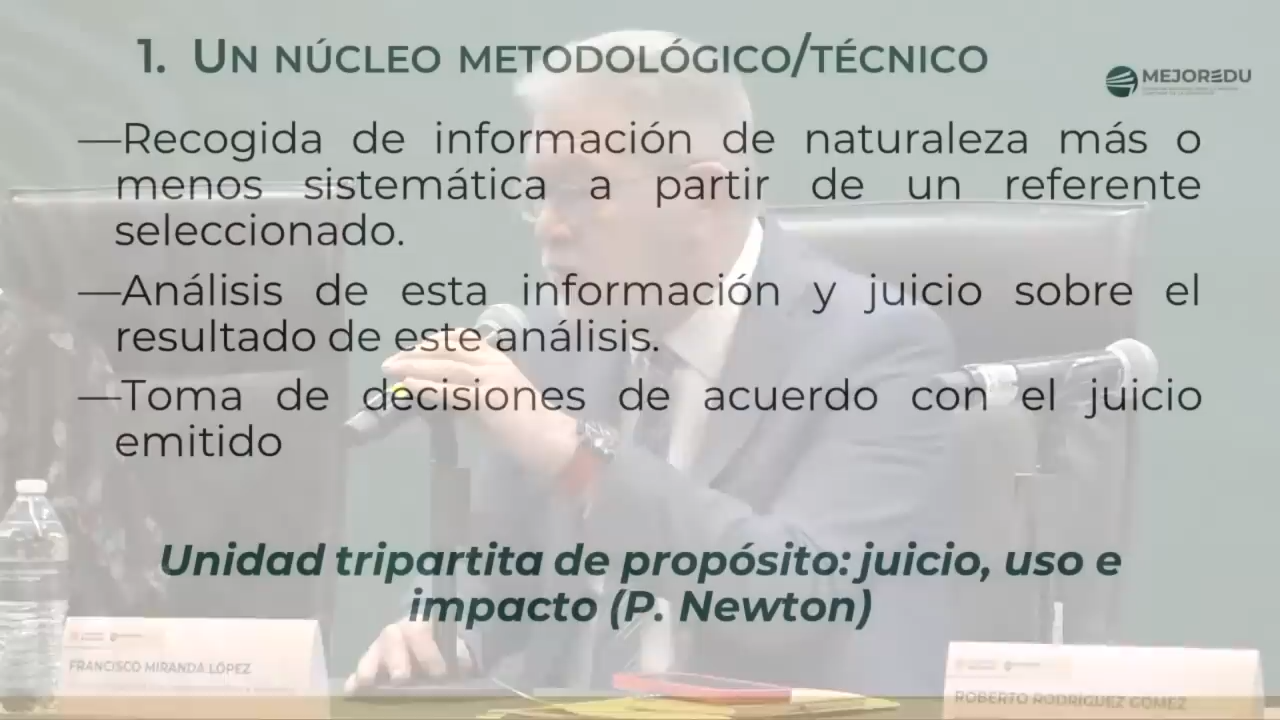 1. UN NÚCLEO METODOLÓGICO/TÉCNICO
MEJOREDU
—Recogida de información de naturaleza más o
menos sistemática a partir de un referente
seleccionado.
—Análisis de esta información y juicio sobre el
resultado de este análisis.
—Toma de decisiones de acuerdo con el juicio
emitido
Unidad tripartita de propósito: juicio, uso e
impacto (P. Newton)
FRANCISCO MIRANDA LÓPEZ
ROBERTO RODRÍGUEZ GÓMEZ